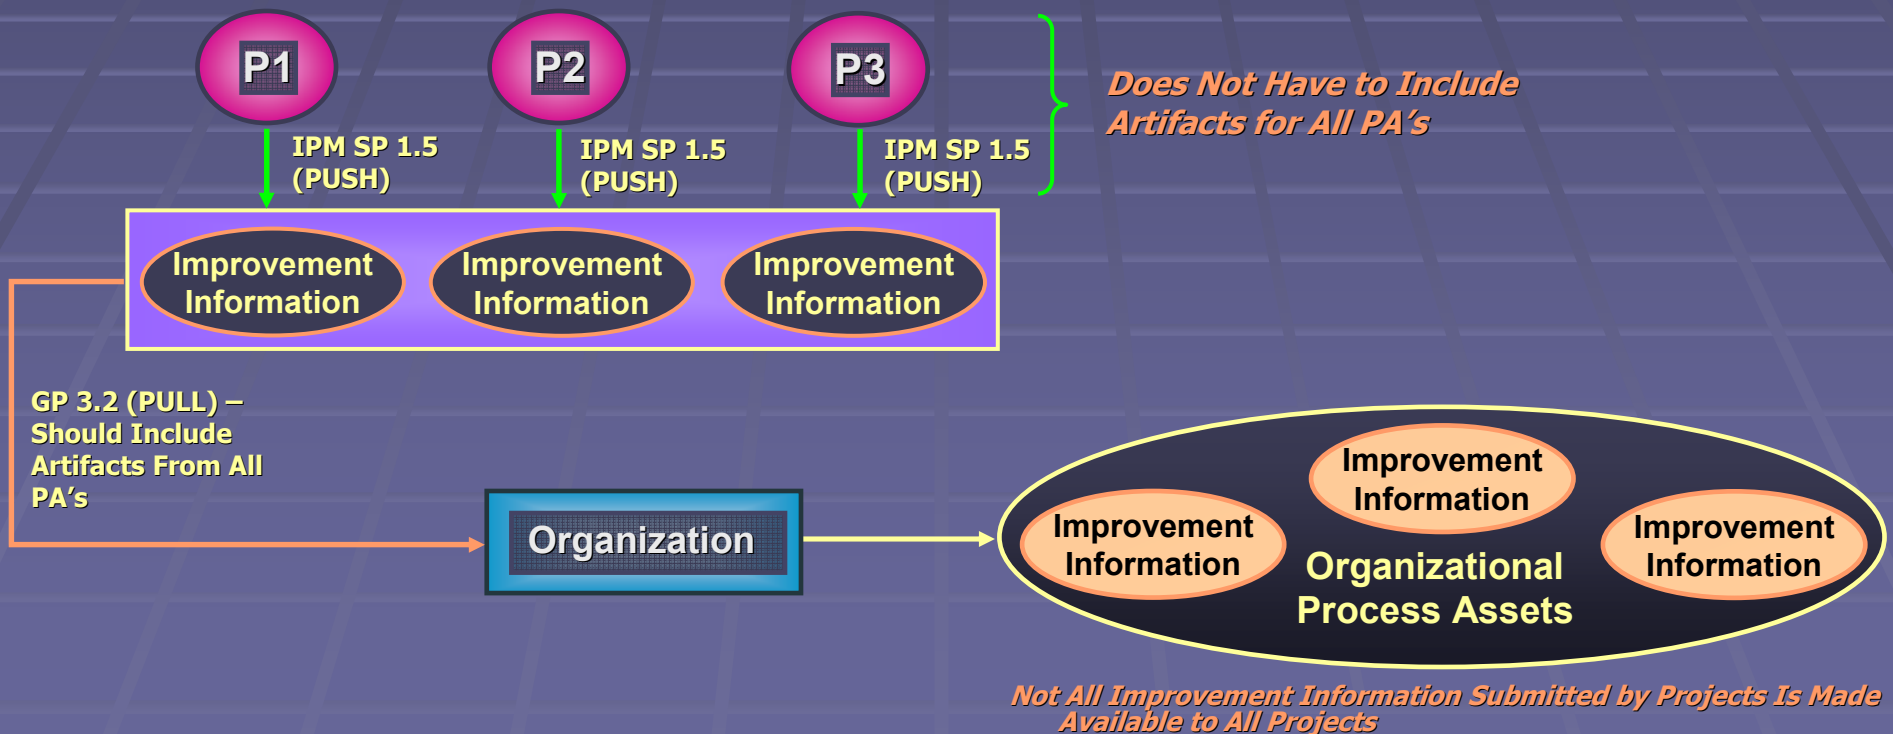 P1
P2
P3
Does Not Have to Include
Artifacts for All PA's
IPM SP 1.5
(PUSH)
IPM SP 1.5
(PUSH)
IPM SP 1.5
(PUSH)
Improvement
Information
Improvement
Information
Improvement
Information
GP 3.2 (PULL) –
Should Include
Artifacts From All
PA's
Organization
Improvement
Information
Improvement
Information
Improvement
Information
Organizational
Process Assets
Not All Improvement Information Submitted by Projects Is Made
Available to All Projects